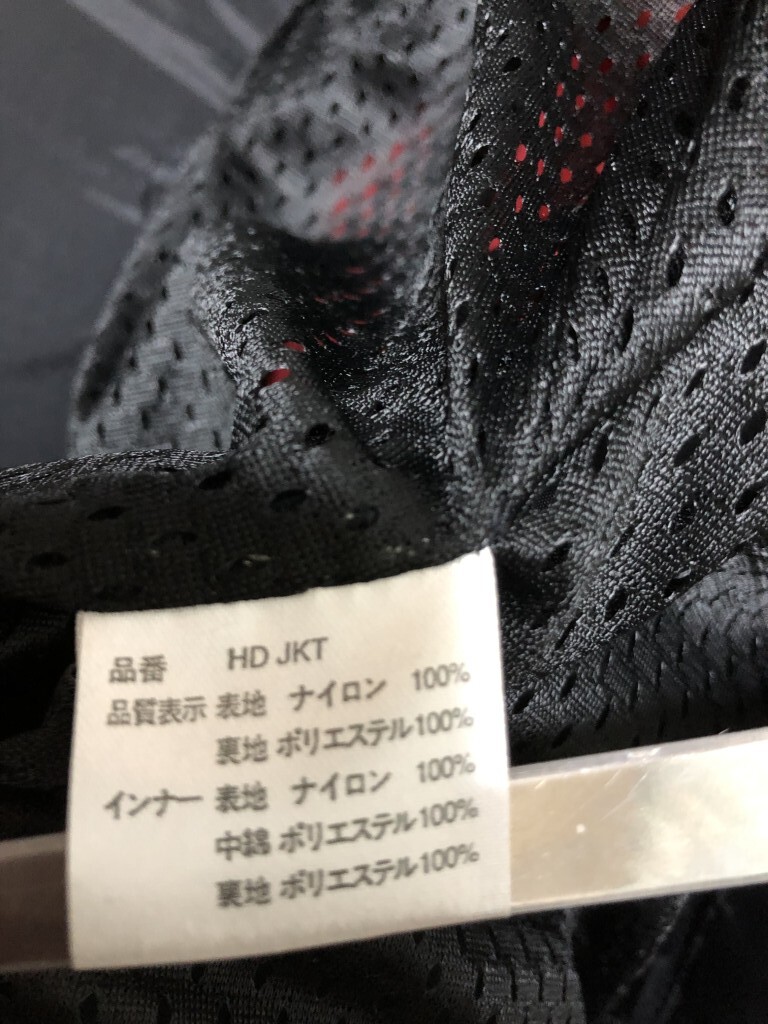 品番 HD JKT
品質表示 表地 ナイロン 100%
裏地 ポリエステル100%
インナー 表地 ナイロン 100%
中綿 ポリエステル100%
裏地 ポリエステル100%